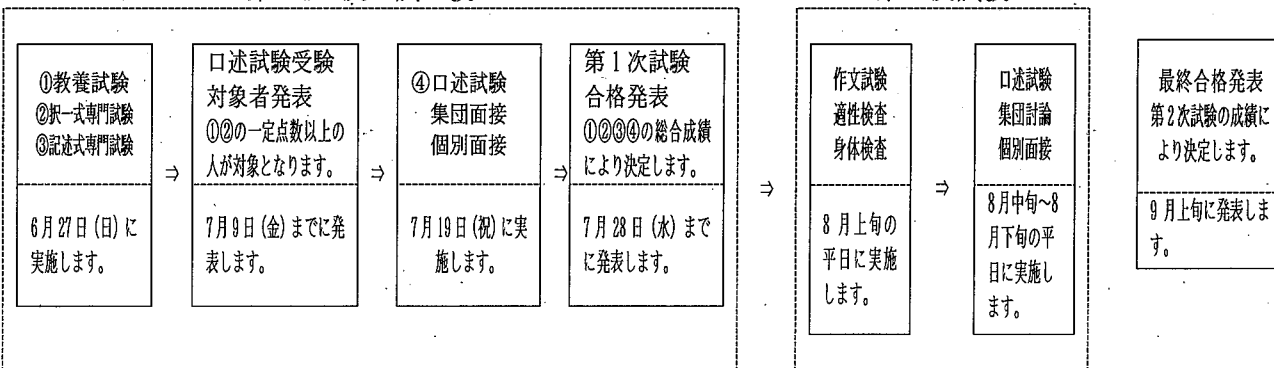 ①教養試験
②択一式専門試験
③記述式専門試験
6月27日(日)に
実施します。
⇒
口述試験受験
対象者発表
①②の一定点数以上の
人が対象となります。
7月9日(金)までに発
表します。
⇒
④口述試験
集団面接
個別面接
7月19日(祝)に実
施します。
⇒
第1次試験
合格発表
①②③④の総合成績
により決定します。
7月28日(水)まで
に発表します。
⇒
作文試験
適性検査
身体検査
8月上旬の
平日に実施
します。
⇒
口述試験
集団討論
個別面接
8月中旬~8
月下旬の平
日に実施し
ます。
最終合格発表
第2次試験の成績に
より決定します。
9月上旬に発表しま
す。